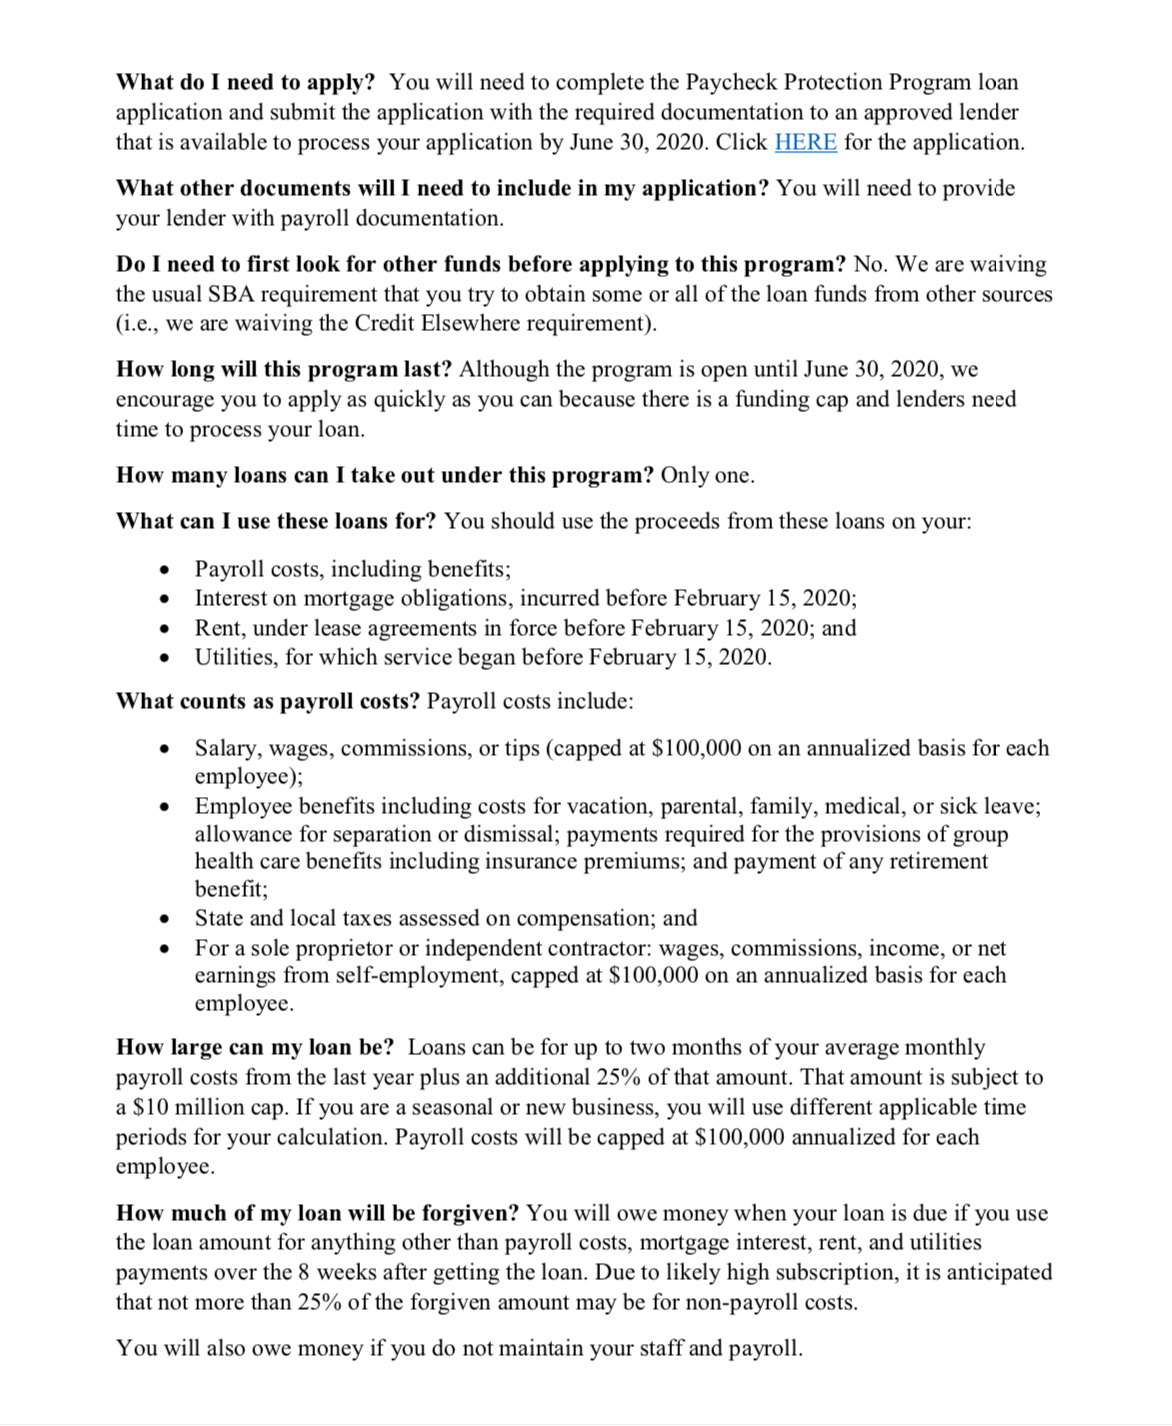 What do I need to apply?  You will need to complete the Paycheck Protection Program loan
application and submit the application with the required documentation to an approved lender
that is available to process your application by June 30, 2020. Click HERE for the application.
What other documents will I need to include in my application? You will need to provide
your lender with payroll documentation.
Do I need to first look for other funds before applying to this program? No. We are waiving
the usual SBA requirement that you try to obtain some or all of the loan funds from other sources
(i.e., we are waiving the Credit Elsewhere requirement).
How long will this program last? Although the program is open until June 30, 2020, we
encourage you to apply as quickly as you can because there is a funding cap and lenders need
time to process your loan.
How many loans can I take out under this program? Only one.
What can I use these loans for? You should use the proceeds from these loans on your:
• Payroll costs, including benefits;
• Interest on mortgage obligations, incurred before February 15, 2020;
• Rent, under lease agreements in force before February 15, 2020; and
• Utilities, for which service began before February 15, 2020.
What counts as payroll costs? Payroll costs include:
• Salary, wages, commissions, or tips (capped at $100,000 on an annualized basis for each
employee);
• Employee benefits including costs for vacation, parental, family, medical, or sick leave;
allowance for separation or dismissal; payments required for the provisions of group
health care benefits including insurance premiums; and payment of any retirement
benefit;
• State and local taxes assessed on compensation; and
• For a sole proprietor or independent contractor: wages, commissions, income, or net
earnings from self-employment, capped at $100,000 on an annualized basis for each
employee.
How large can my loan be?  Loans can be for up to two months of your average monthly
payroll costs from the last year plus an additional 25% of that amount. That amount is subject to
a $10 million cap. If you are a seasonal or new business, you will use different applicable time
periods for your calculation. Payroll costs will be capped at $100,000 annualized for each
employee.
How much of my loan will be forgiven? You will owe money when your loan is due if you use
the loan amount for anything other than payroll costs, mortgage interest, rent, and utilities
payments over the 8 weeks after getting the loan. Due to likely high subscription, it is anticipated
that not more than 25% of the forgiven amount may be for non-payroll costs.
You will also owe money if you do not maintain your staff and payroll.